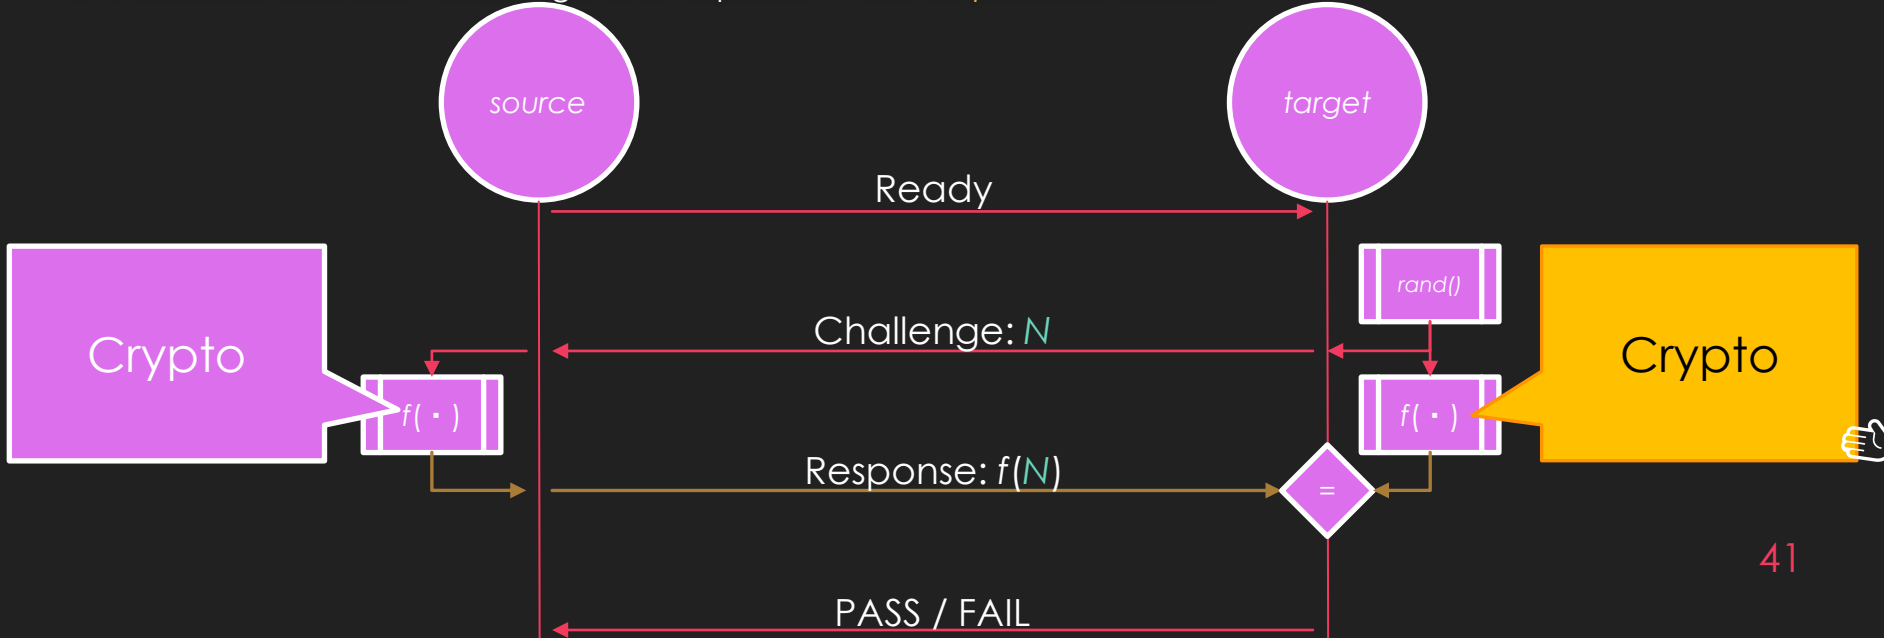 source
target
Ready
rand()
Challenge: N
Crypto
Crypto
f( · )
f( · )
Response: f(N)
=
41
PASS / FAIL